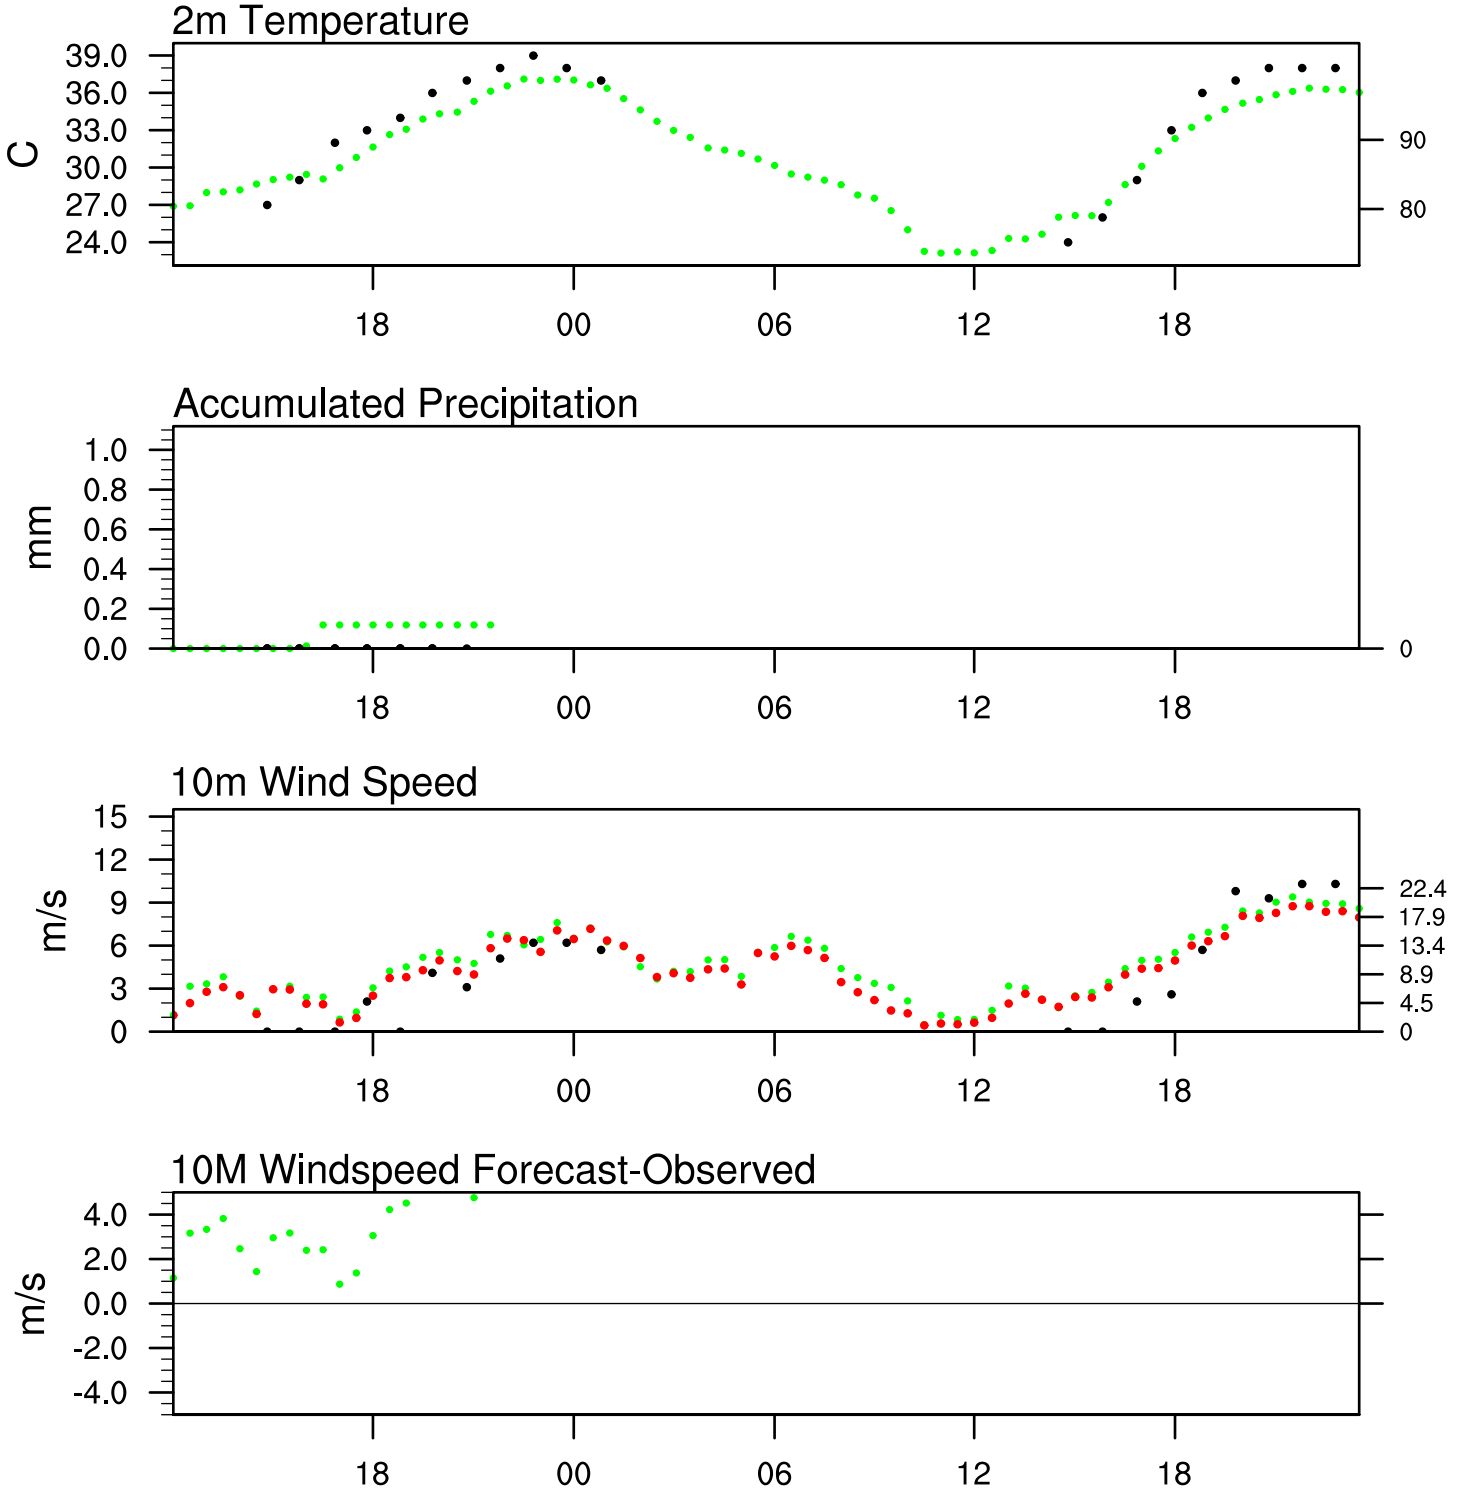 2m Temperature
39.0
36.0
33.0
30.0
27.0
24.0
C
90
80
18 00 06 12 18
Accumulated Precipitation
1.0
0.8
0.6
0.4
0.2
0.0
mm
0
18 00 06 12 18
10m Wind Speed
15
12
9
6
3
0
m/s
22.4
17.9
13.4
8.9
4.5
0
18 00 06 12 18
10M Windspeed Forecast-Observed
4.0
2.0
0.0
-2.0
-4.0
m/s
18 00 06 12 18